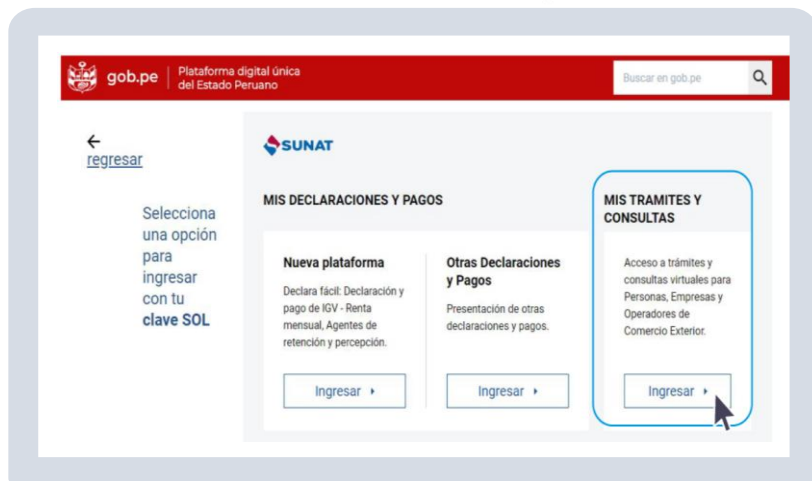 gob.pe
Plataforma digital única
del Estado Peruano
Buscar en gob.pe
←
regresar
Selecciona
una opción
para
ingresar
con tu
clave SOL
SUNAT
MIS DECLARACIONES Y PAGOS
Nueva plataforma
Declara fácil: Declaración y
pago de IGV - Renta
mensual, Agentes de
retención y percepción.
Ingresar
Otras Declaraciones
y Pagos
Presentación de otras
declaraciones y pagos.
Ingresar
MIS TRAMITES Y
CONSULTAS
Acceso a trámites y
consultas virtuales para
Personas, Empresas y
Operadores de
Comercio Exterior.
Ingresar